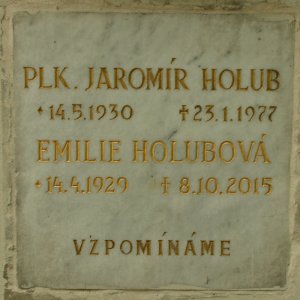 PLK. JAROMÍR HOLUB
* 14.5.1930 † 23.1.1977
EMILIE HOLUBOVÁ
* 14.4.1929 † 8.10.2015
VZPOMÍNÁME